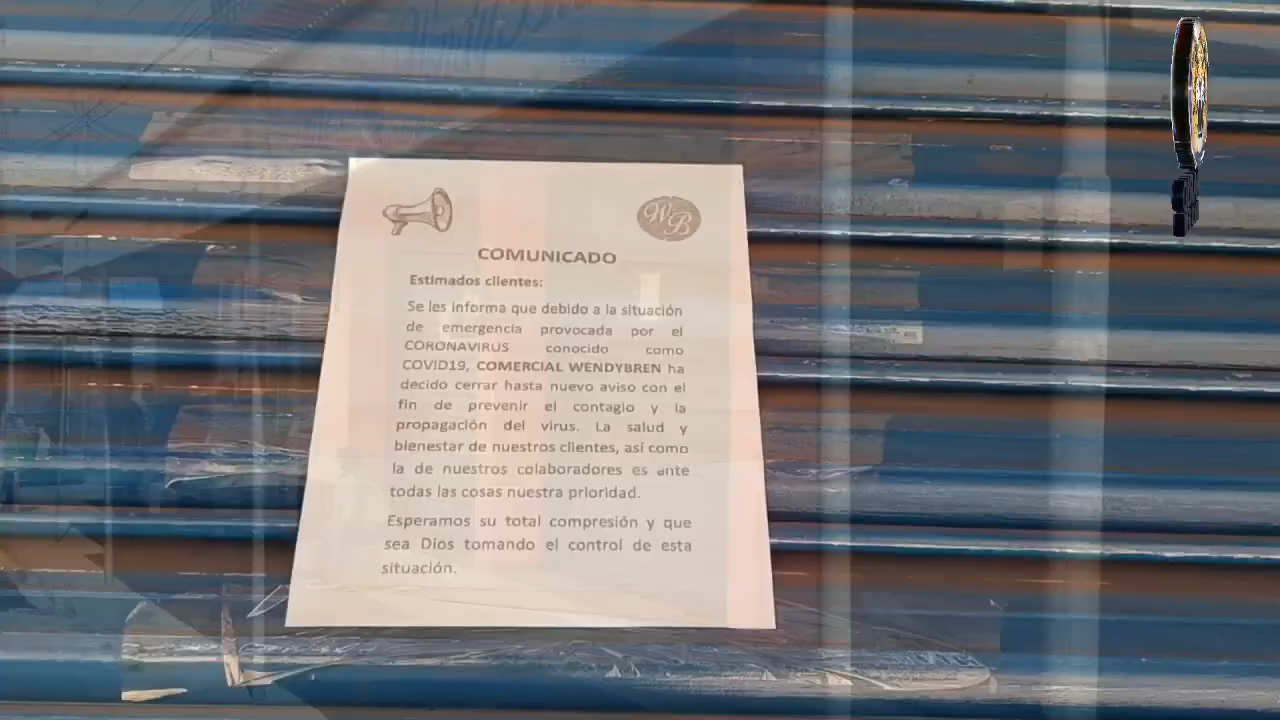 WB
COMUNICADO
Estimados clientes:
Se les informa que debido a la situación
de emergencia provocada por el
CORONAVIRUS conocido como
COVID19, COMERCIAL WENDYBREN ha
decido cerrar hasta nuevo aviso con el
fin de prevenir el contagio y la
propagación del virus. La salud y
bienestar de nuestros clientes, así como
la de nuestros colaboradores es ante
todas las cosas nuestra prioridad.
Esperamos su total compresión y que
sea Dios tomando el control de esta
situación.